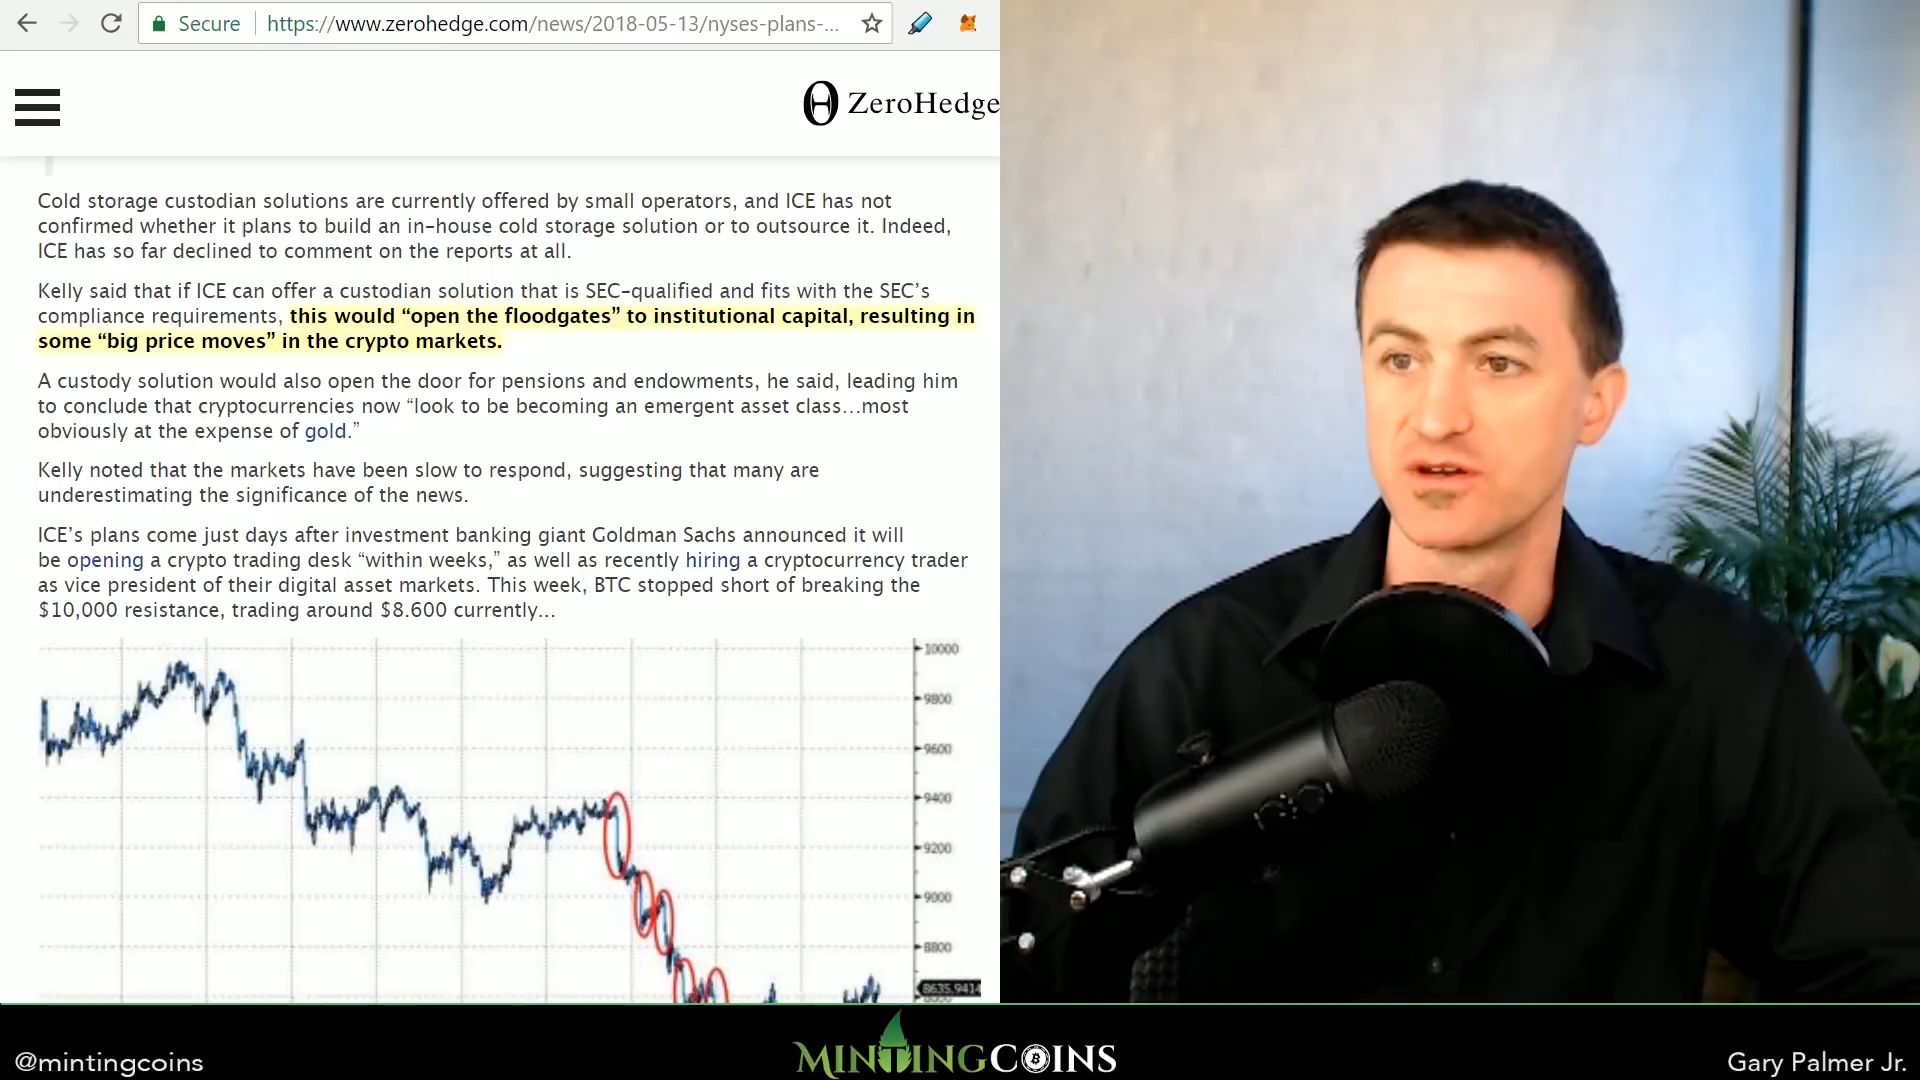 Secure
https://www.zerohedge.com/news/2018-05-13/nyses-plans-...
ZeroHedge
Cold storage custodian solutions are currently offered by small operators, and ICE has not
confirmed whether it plans to build an in-house cold storage solution or to outsource it. Indeed,
ICE has so far declined to comment on the reports at all.
Kelly said that if ICE can offer a custodian solution that is SEC-qualified and fits with the SEC’s
compliance requirements, this would “open the floodgates” to institutional capital, resulting in
some “big price moves” in the crypto markets.
A custody solution would also open the door for pensions and endowments, he said, leading him
to conclude that cryptocurrencies now “look to be becoming an emergent asset class…most
obviously at the expense of gold.”
Kelly noted that the markets have been slow to respond, suggesting that many are
underestimating the significance of the news.
ICE’s plans come just days after investment banking giant Goldman Sachs announced it will
be opening a crypto trading desk “within weeks,” as well as recently hiring a cryptocurrency trader
as vice president of their digital asset markets. This week, BTC stopped short of breaking the
$10,000 resistance, trading around $8.600 currently…
10000
9800
9600
9400
9200
9000
8800
8635.9414
@mintingcoins
MINTINGCOINS
Gary Palmer Jr.